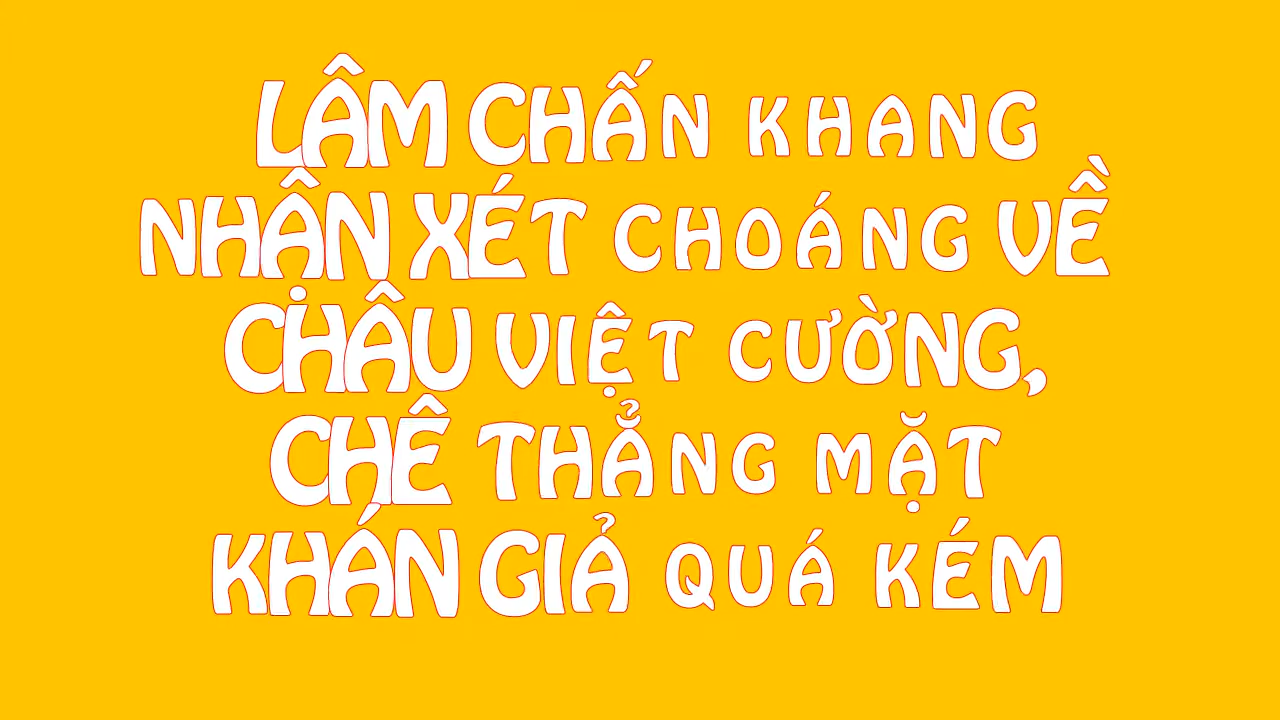 LÂM CHẤN KHANG
NHẬN XÉT CHOÁNG VỀ
CHÂU VIỆT CƯỜNG,
CHÊ THẲNG MẶT
KHÁN GIẢ QUÁ KÉM